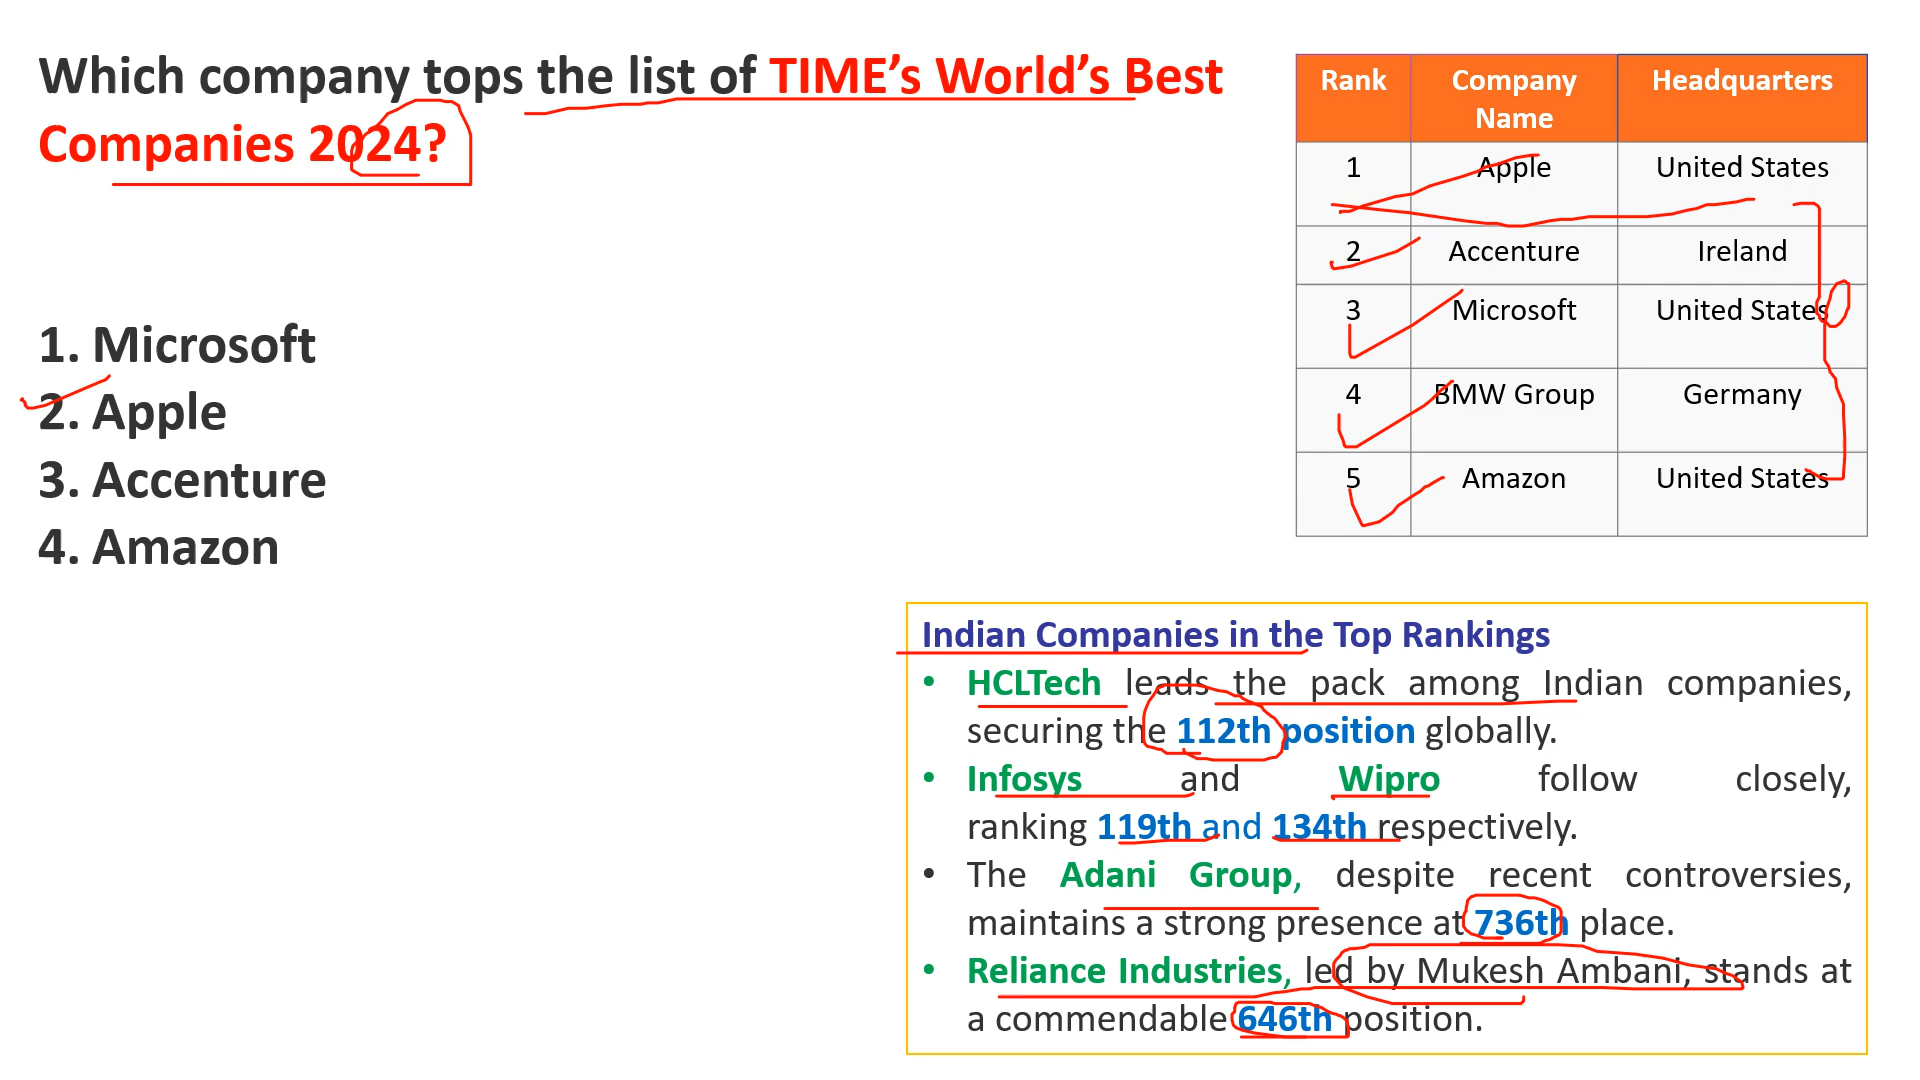 Which company tops the list of TIME's World's Best
Companies 2024?
1. Microsoft
2. Apple
3. Accenture
4. Amazon
Rank Company Name Headquarters
1 Apple United States
2 Accenture Ireland
3 Microsoft United States
4 BMW Group Germany
5 Amazon United States
Indian Companies in the Top Rankings
• HCLTech leads the pack among Indian companies,
securing the 112th position globally.
• Infosys and Wipro follow closely,
ranking 119th and 134th respectively.
• The Adani Group, despite recent controversies,
maintains a strong presence at 736th place.
• Reliance Industries, led by Mukesh Ambani, stands at
a commendable 646th position.